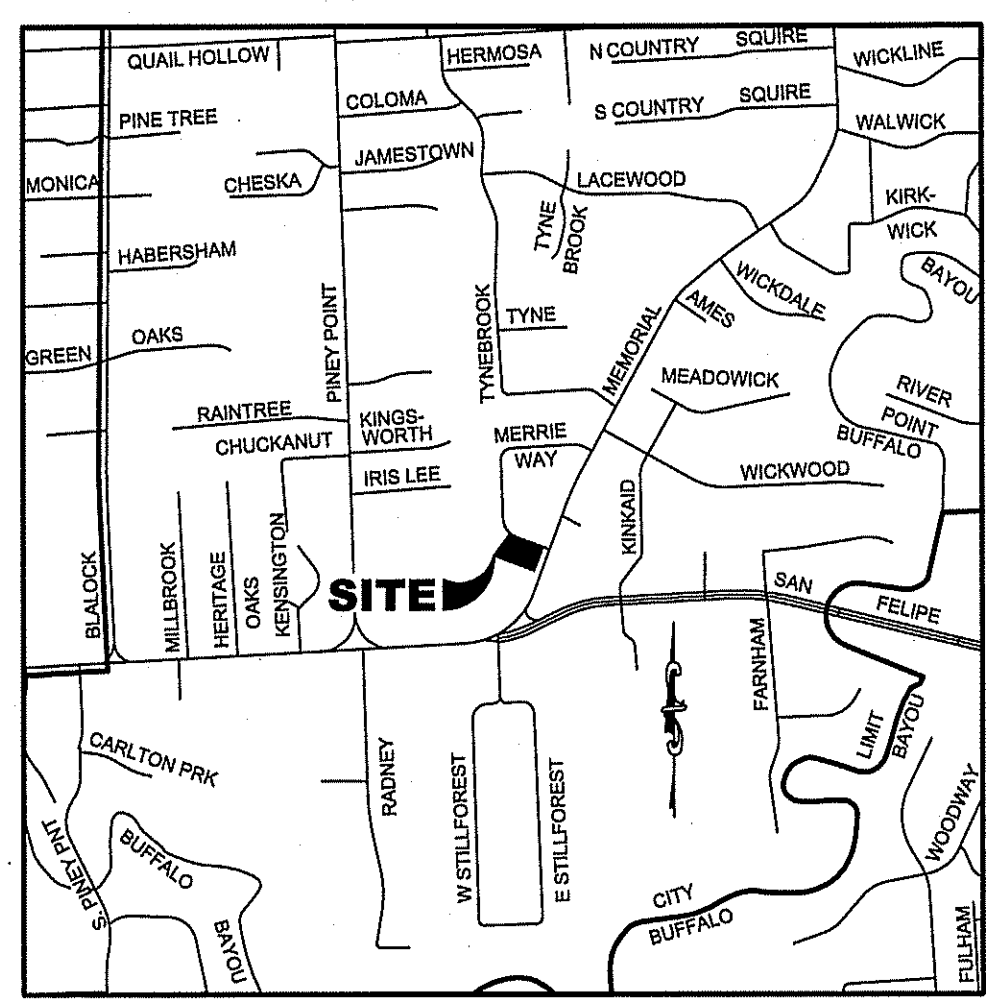 QUAIL HOLLOW
HERMOSA
N COUNTRY SQUIRE
WICKLINE
COLOMA
S COUNTRY SQUIRE
PINE TREE
WALWICK
JAMESTOWN
MONICA
CHESKA
LACEWOOD
KIRK-
WICK
TYNE
BROOK
HABERSHAM
BAYOU
WICKDALE
AMES
PINEY POINT
TYNEBROOK
TYNE
MEMORIAL
GREEN OAKS
MEADOWICK
RIVER
POINT
BUFFALO
RAINTREE
KINGS-
WORTH
CHUCKANUT
MERRIE
WAY
IRIS LEE
WICKWOOD
KINKAID
BLALOCK
MILLBROOK
HERITAGE
OAKS
KENSINGTON
SITE
SAN FELIPE
FARNHAM
LIMIT
BAYOU
CARLTON PRK
RADNEY
W STILLFOREST
E STILLFOREST
WOODWAY
S. PINEY PNT
BUFFALO
BAYOU
CITY
BUFFALO
FULHAM